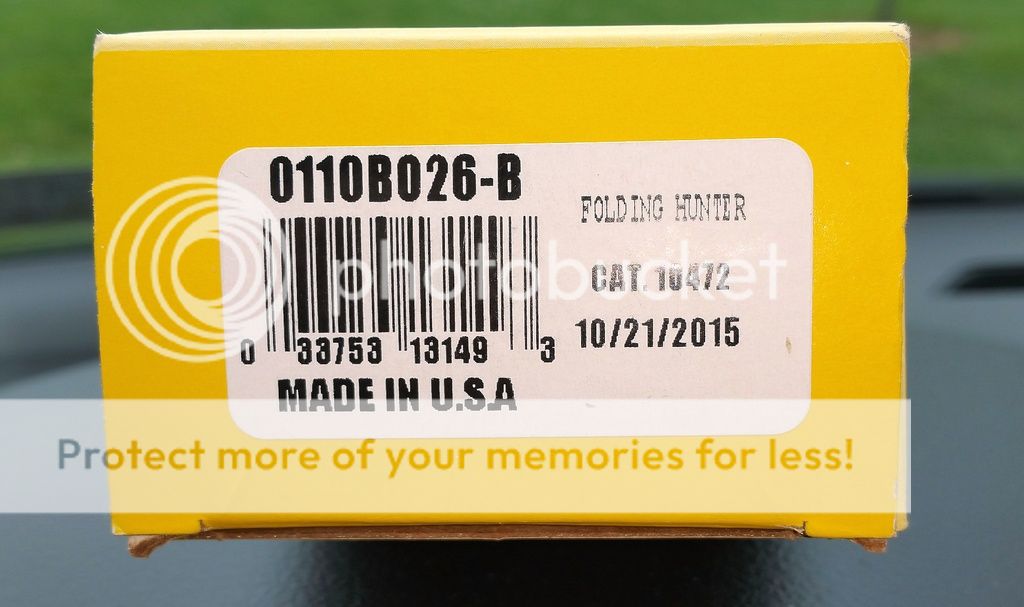 0110B026-B
FOLDING HUNTER
photobucket
CAT. 10472
10/21/2015
0 33753 13149 3
MADE IN U.S.A
Protect more of your memories for less!